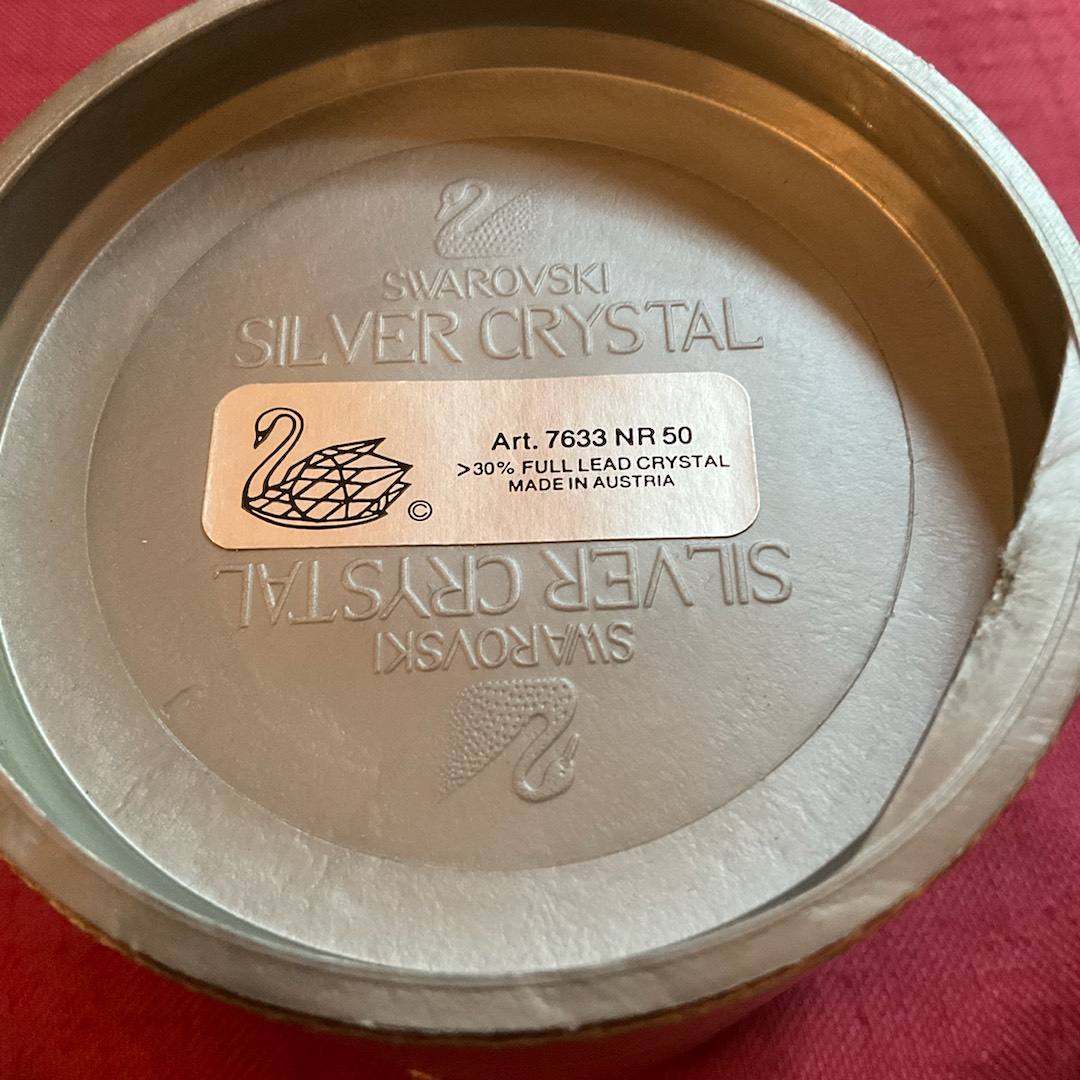 SWAROVSKI
SILVER CRYSTAL
Art. 7633 NR 50
>30% FULL LEAD CRYSTAL
MADE IN AUSTRIA
©
SILVER CRYSTAL
SWAROVSKI